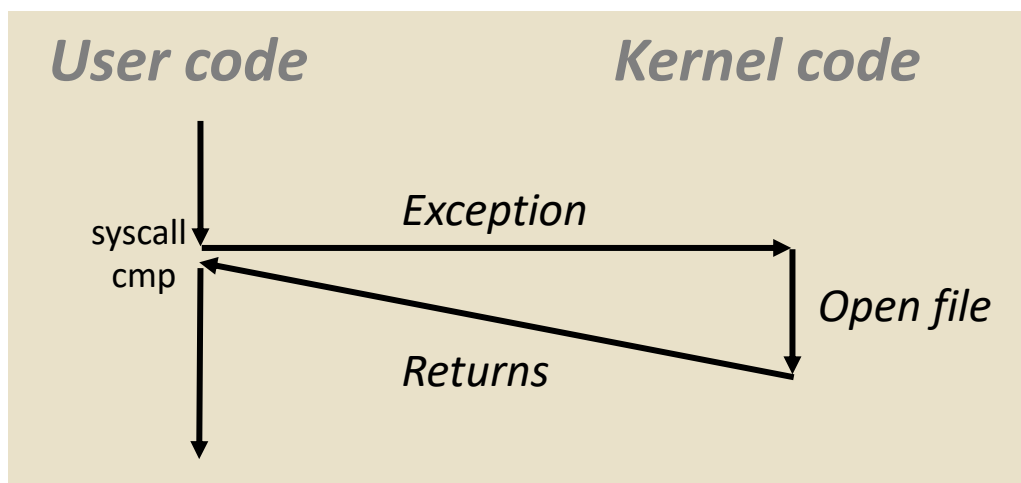 User code
Kernel code
Exception
syscall
cmp
Open file
Returns